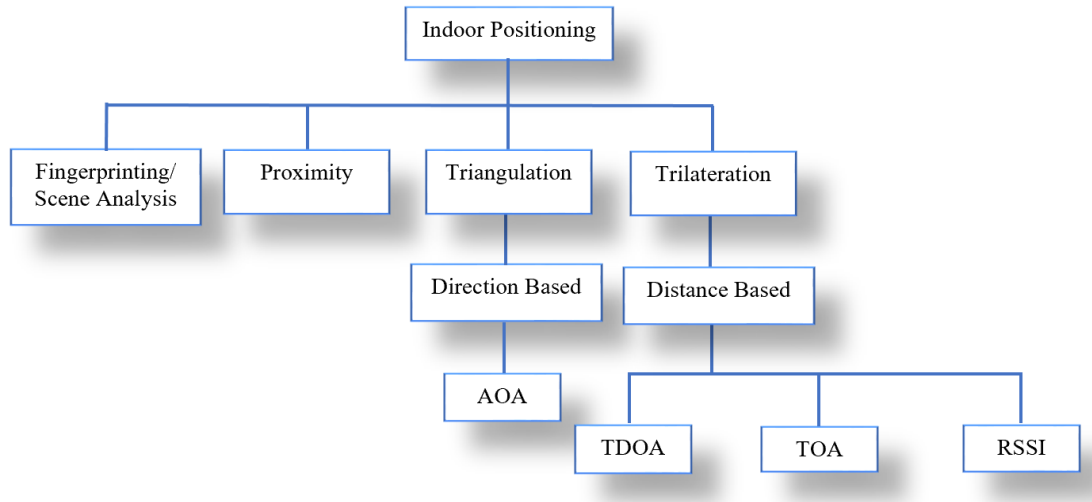 Indoor Positioning
Fingerprinting/
Scene Analysis
Proximity
Triangulation
Trilateration
Direction Based
Distance Based
AOA
TDOA
TOA
RSSI